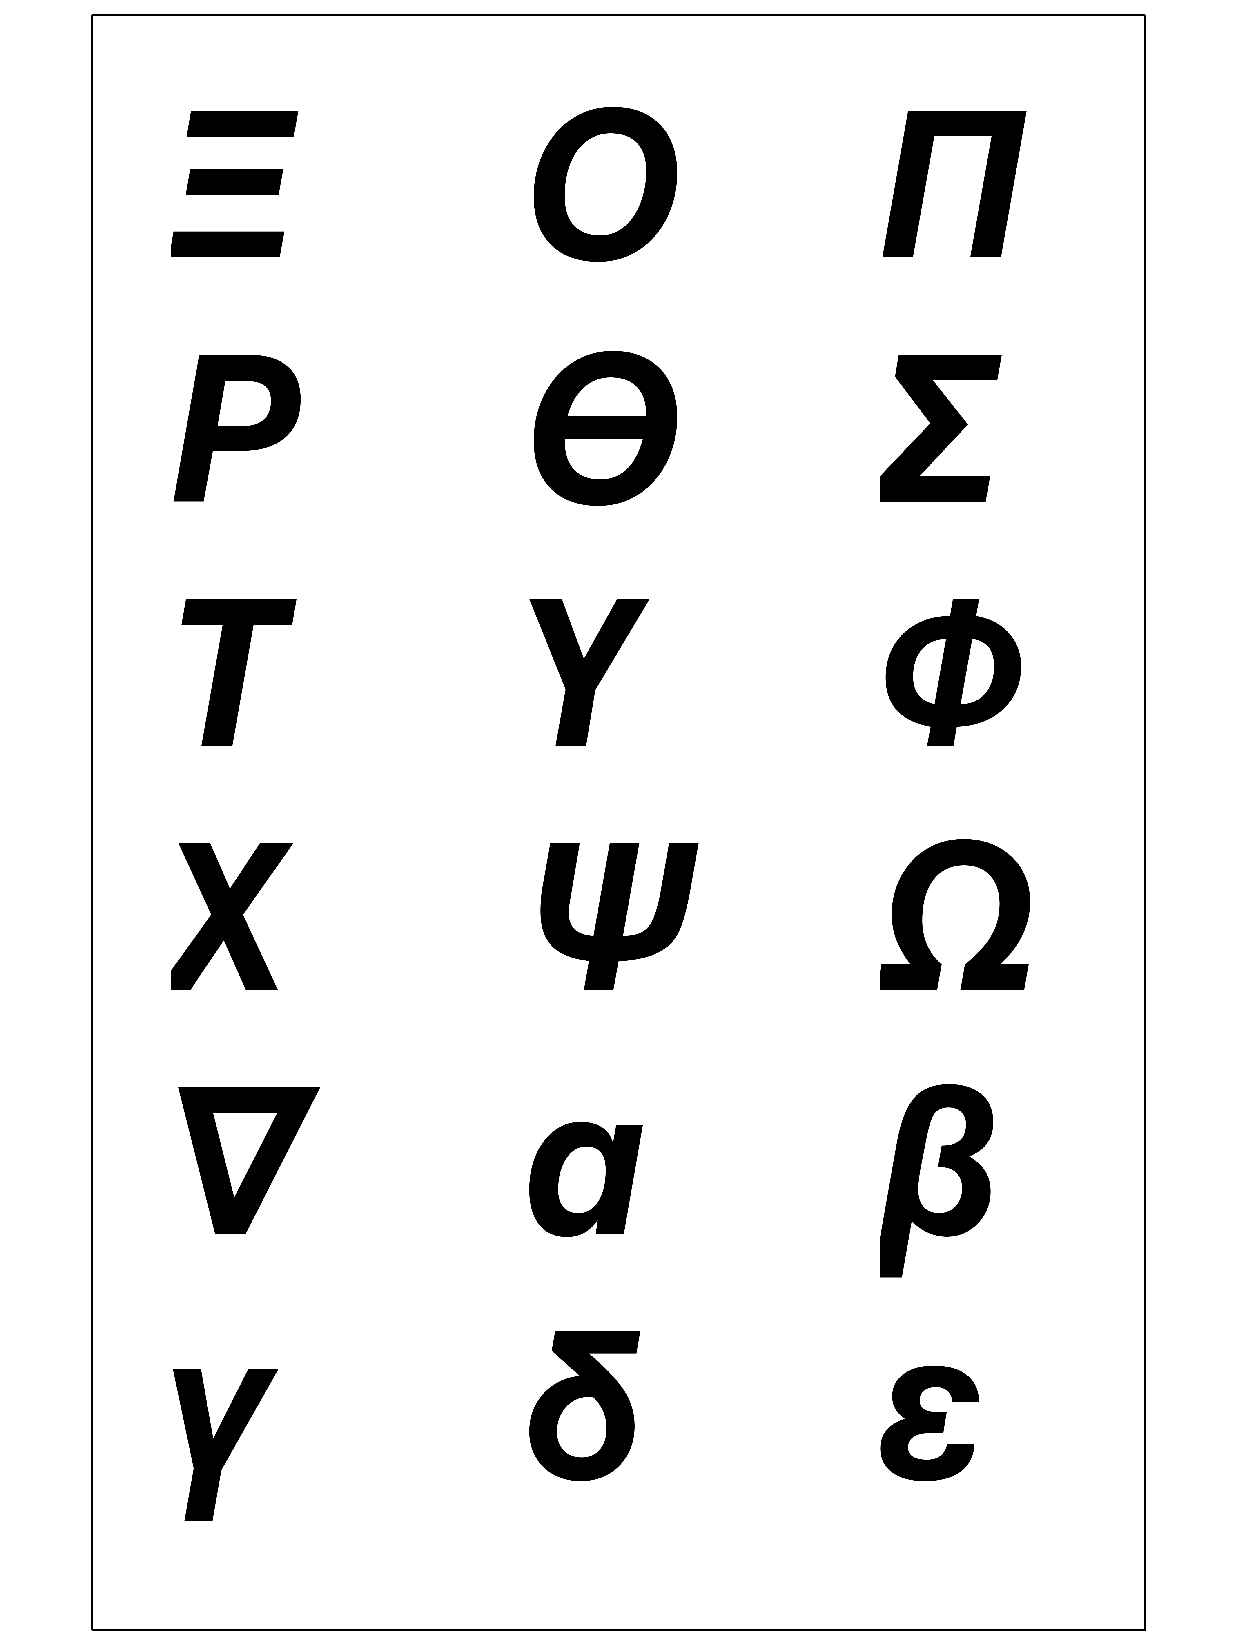 Ξ Ο Π
Ρ ϴ Σ
Τ Υ Φ
Χ Ψ Ω
∇ α β
γ δ ε